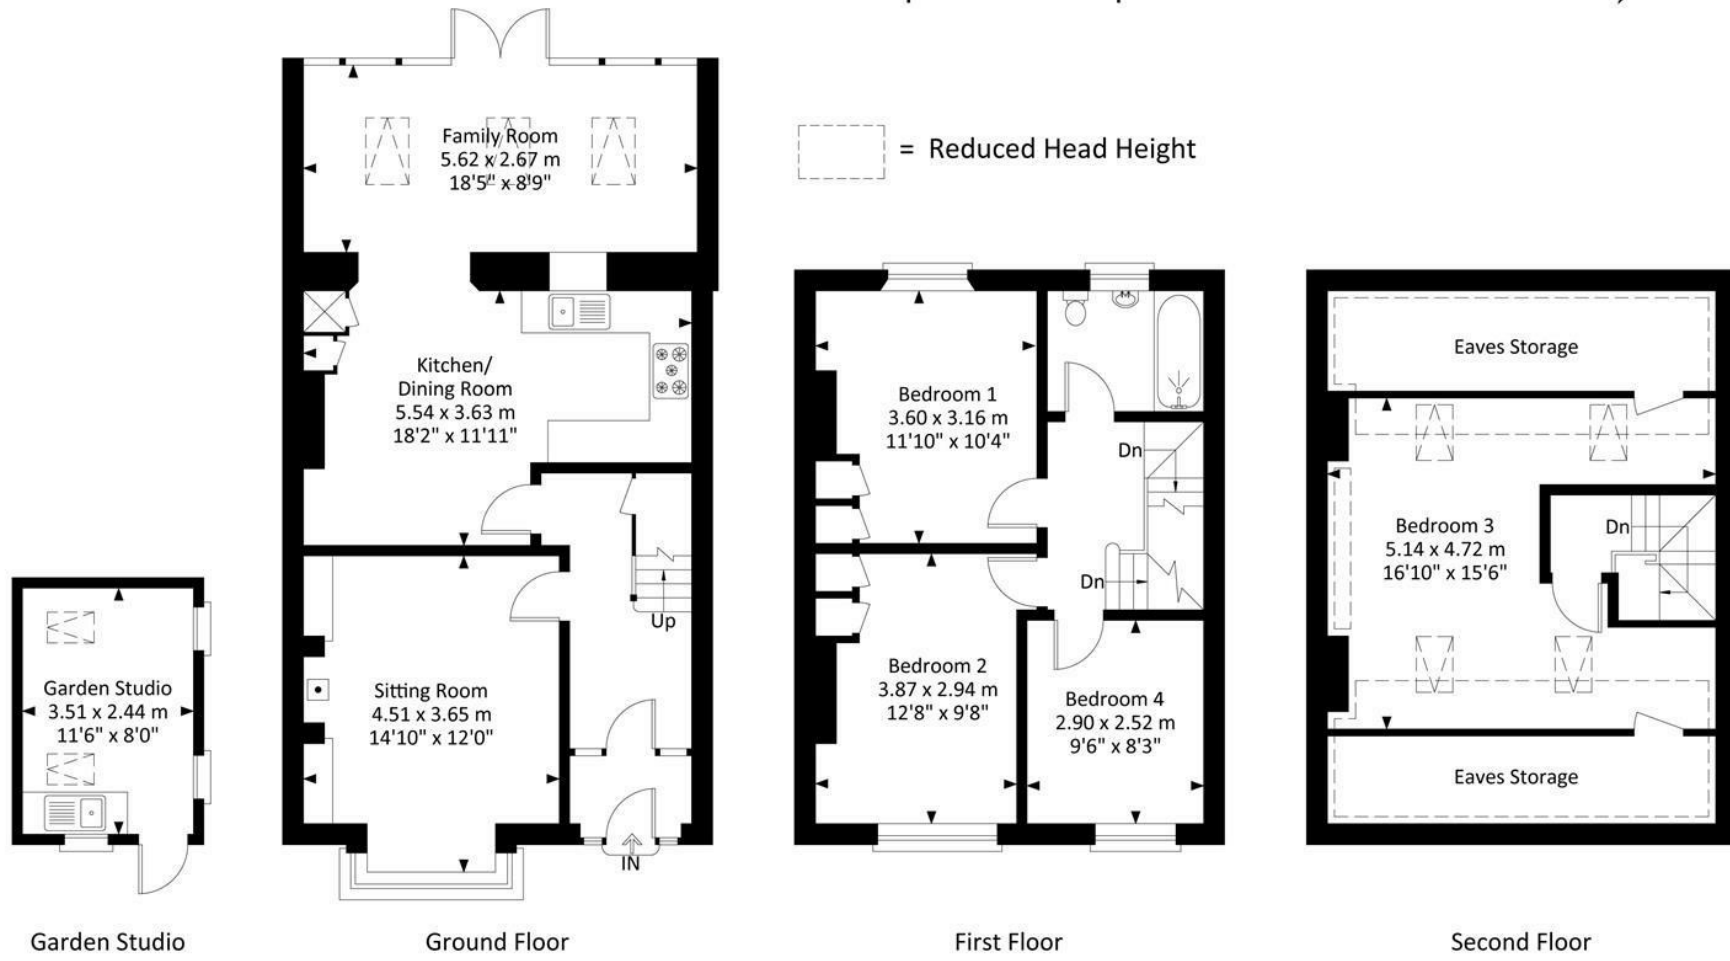 = Reduced Head Height
Family Room
5.62 x 2.67 m
18'5" x 8'9"
Kitchen/
Dining Room
5.54 x 3.63 m
18'2" x 11'11"
Up
Sitting Room
4.51 x 3.65 m
14'10" x 12'0"
IN
Garden Studio
3.51 x 2.44 m
11'6" x 8'0"
Bedroom 1
3.60 x 3.16 m
11'10" x 10'4"
Dn
Dn
Bedroom 2
3.87 x 2.94 m
12'8" x 9'8"
Bedroom 4
2.90 x 2.52 m
9'6" x 8'3"
Eaves Storage
Bedroom 3
5.14 x 4.72 m
16'10" x 15'6"
Dn
Eaves Storage
Garden Studio
Ground Floor
First Floor
Second Floor